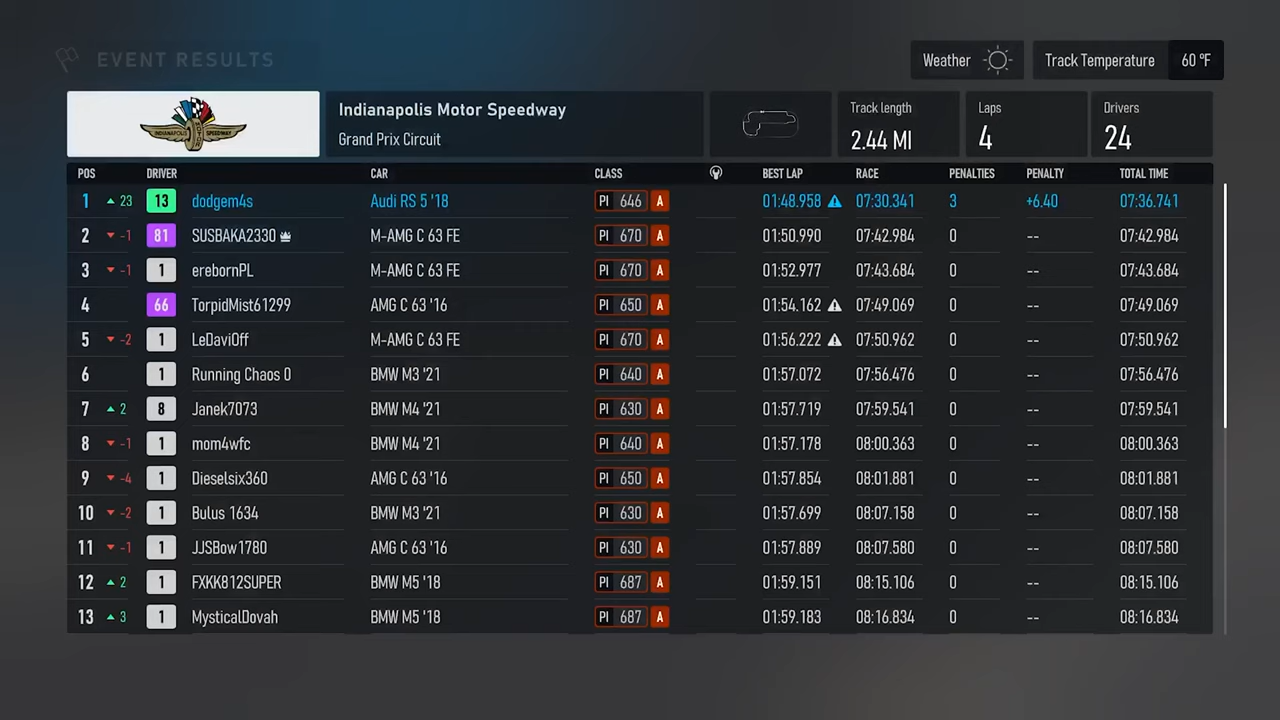 EVENT RESULTS
Weather
Track Temperature 60 °F
INDIANAPOLIS MOTOR SPEEDWAY
Indianapolis Motor Speedway
Grand Prix Circuit
Track length
2.44 MI
Laps
4
Drivers
24
POS DRIVER CAR CLASS BEST LAP RACE PENALTIES PENALTY TOTAL TIME
1 23 13 dodgem4s Audi RS 5 '18 PI 646 A 01:48.958 07:30.341 3 +6.40 07:36.741
2 -1 81 SUSBAKA2330 M-AMG C 63 FE PI 670 A 01:50.990 07:42.984 0 -- 07:42.984
3 -1 1 erebornPL M-AMG C 63 FE PI 670 A 01:52.977 07:43.684 0 -- 07:43.684
4 66 TorpidMist61299 AMG C 63 '16 PI 650 A 01:54.162 07:49.069 0 -- 07:49.069
5 -2 1 LeDaviOff M-AMG C 63 FE PI 670 A 01:56.222 07:50.962 0 -- 07:50.962
6 1 Running Chaos 0 BMW M3 '21 PI 640 A 01:57.072 07:56.476 0 -- 07:56.476
7 2 8 Janek7073 BMW M4 '21 PI 630 A 01:57.719 07:59.541 0 -- 07:59.541
8 -1 1 mom4wfc BMW M4 '21 PI 640 A 01:57.178 08:00.363 0 -- 08:00.363
9 -4 1 Dieselsix360 AMG C 63 '16 PI 650 A 01:57.854 08:01.881 0 -- 08:01.881
10 -2 1 Bulus 1634 BMW M3 '21 PI 630 A 01:57.699 08:07.158 0 -- 08:07.158
11 -1 1 JJSBow1780 AMG C 63 '16 PI 630 A 01:57.889 08:07.580 0 -- 08:07.580
12 2 1 FXKK812SUPER BMW M5 '18 PI 687 A 01:59.151 08:15.106 0 -- 08:15.106
13 3 1 MysticalDovah BMW M5 '18 PI 687 A 01:59.183 08:16.834 0 -- 08:16.834